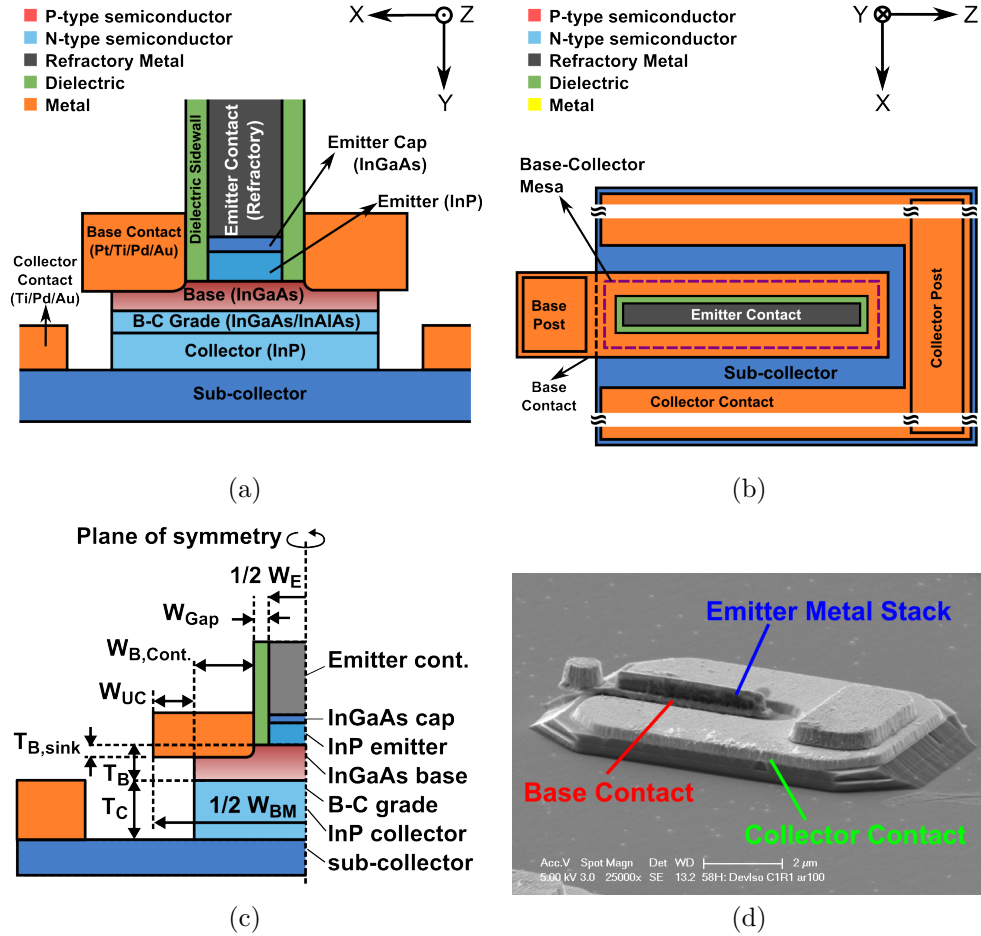 P-type semiconductor
N-type semiconductor
Refractory Metal
Dielectric
Metal
X
Z
Y
Dielectric Sidewall
Emitter Contact
(Refractory)
Emitter Cap
(InGaAs)
Emitter (InP)
Base Contact
(Pt/Ti/Pd/Au)
Collector
Contact
(Ti/Pd/Au)
Base (InGaAs)
B-C Grade (InGaAs/InAlAs)
Collector (InP)
Sub-collector
(a)
P-type semiconductor
N-type semiconductor
Refractory Metal
Dielectric
Metal
Y
Z
X
Base-Collector
Mesa
Base
Post
Emitter Contact
Collector Post
Sub-collector
Base
Contact
Collector Contact
(b)
Plane of symmetry
1/2 W_E
W_Gap
W_B,Cont.
W_UC
T_B,sink
T_B
T_C
1/2 W_BM
Emitter cont.
InGaAs cap
InP emitter
InGaAs base
B-C grade
InP collector
sub-collector
(c)
Emitter Metal Stack
Base Contact
Collector Contact
Acc.V Spot Magn Det WD 2 µm
5.00 kV 3.0 25000x SE 13.2 58H: DevIso C1R1 ar100
(d)